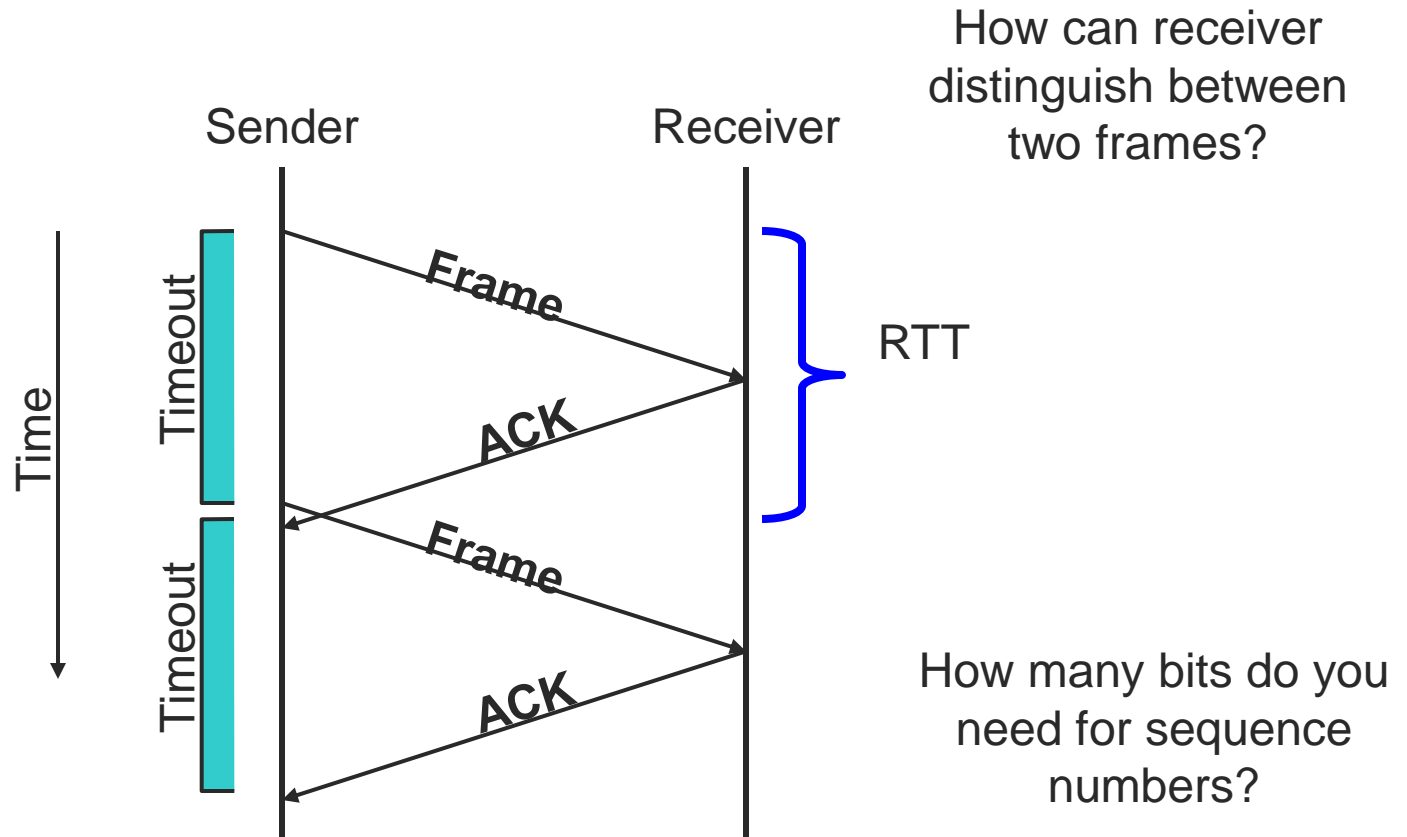 How can receiver
distinguish between
two frames?
Sender
Receiver
Time
Timeout
Frame
RTT
ACK
Timeout
Frame
ACK
How many bits do you
need for sequence
numbers?